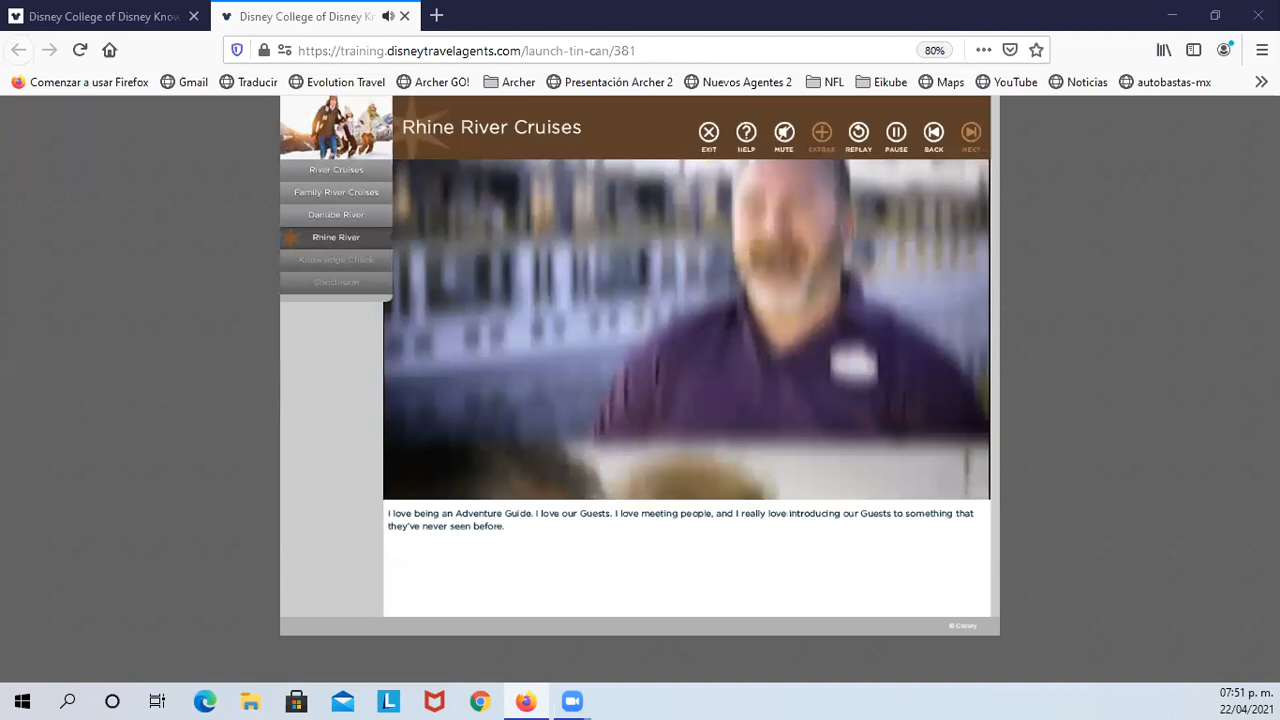 Disney College of Disney Know
Disney College of Disney Kn
https://training.disneytravelagents.com/launch-tin-can/381
80%
Comenzar a usar Firefox
Gmail
Traducir
Evolution Travel
Archer GO!
Archer
Presentación Archer 2
Nuevos Agentes 2
NFL
Eikube
Maps
YouTube
Noticias
autobastas-mx
Rhine River Cruises
EXIT
HELP
MUTE
EXTRAS
REPLAY
PAUSE
BACK
NEXT
River Cruises
Family River Cruises
Danube River
Rhine River
Knowledge Check
Conclusion
I love being an Adventure Guide. I love our Guests. I love meeting people, and I really love introducing our Guests to something that
they've never seen before.
© Disney
07:51 p. m.
22/04/2021